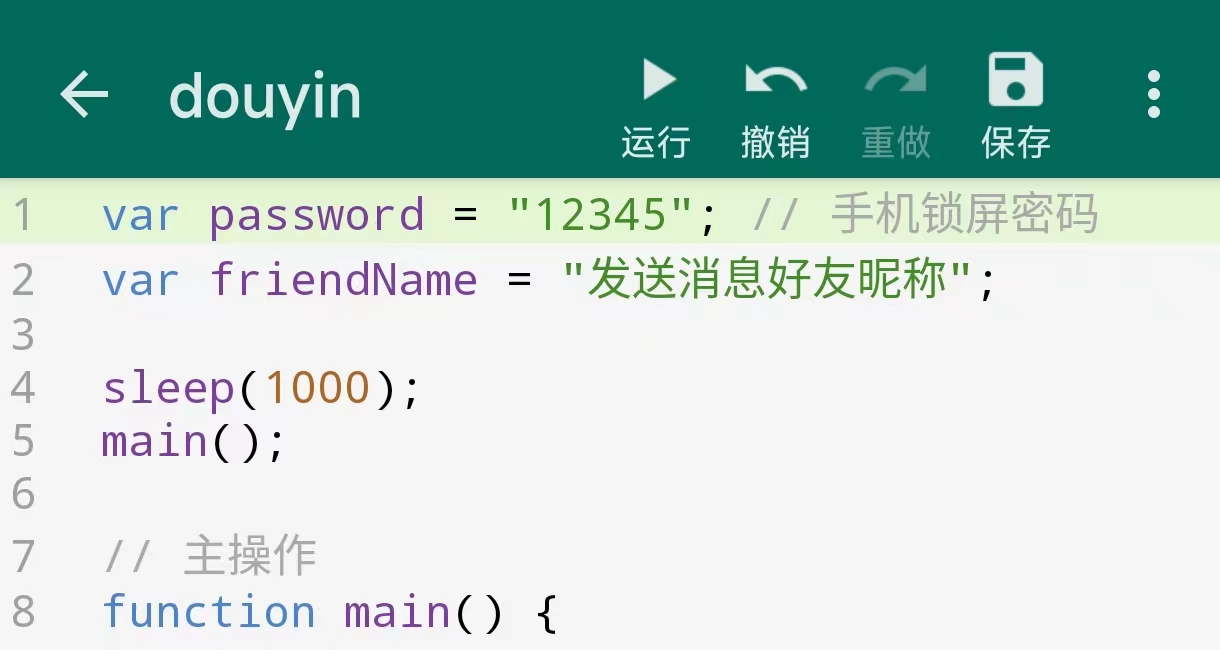 douyin
运行 撤销 重做 保存
1 var password = "12345"; // 手机锁屏密码
2 var friendName = "发送消息好友昵称";
3
4 sleep(1000);
5 main();
6
7 // 主操作
8 function main() {